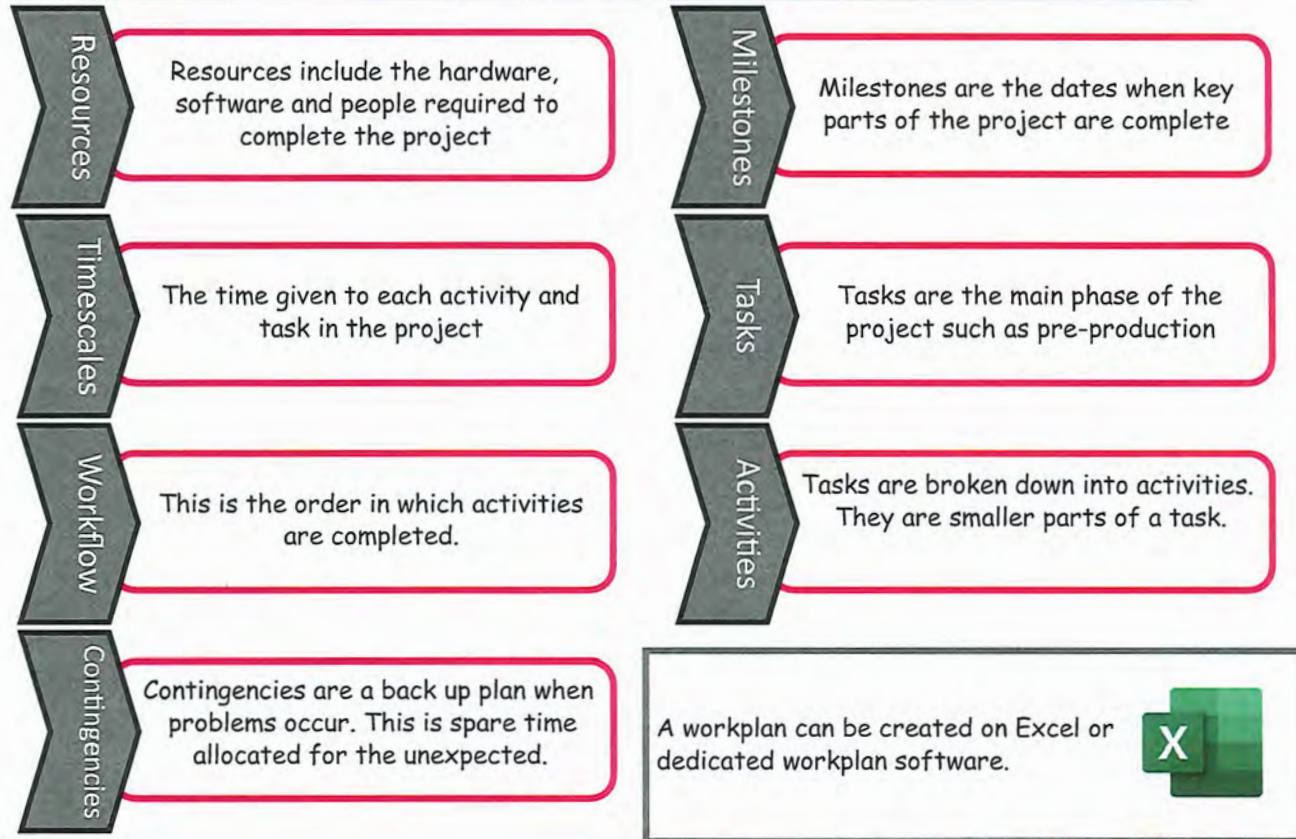 Resources
Resources include the hardware,
software and people required to
complete the project
Timescales
The time given to each activity and
task in the project
Workflow
This is the order in which activities
are completed.
Contingencies
Contingencies are a back up plan when
problems occur. This is spare time
allocated for the unexpected.
Milestones
Milestones are the dates when key
parts of the project are complete
Tasks
Tasks are the main phase of the
project such as pre-production
Activities
Tasks are broken down into activities.
They are smaller parts of a task.
A workplan can be created on Excel or
dedicated workplan software.
X